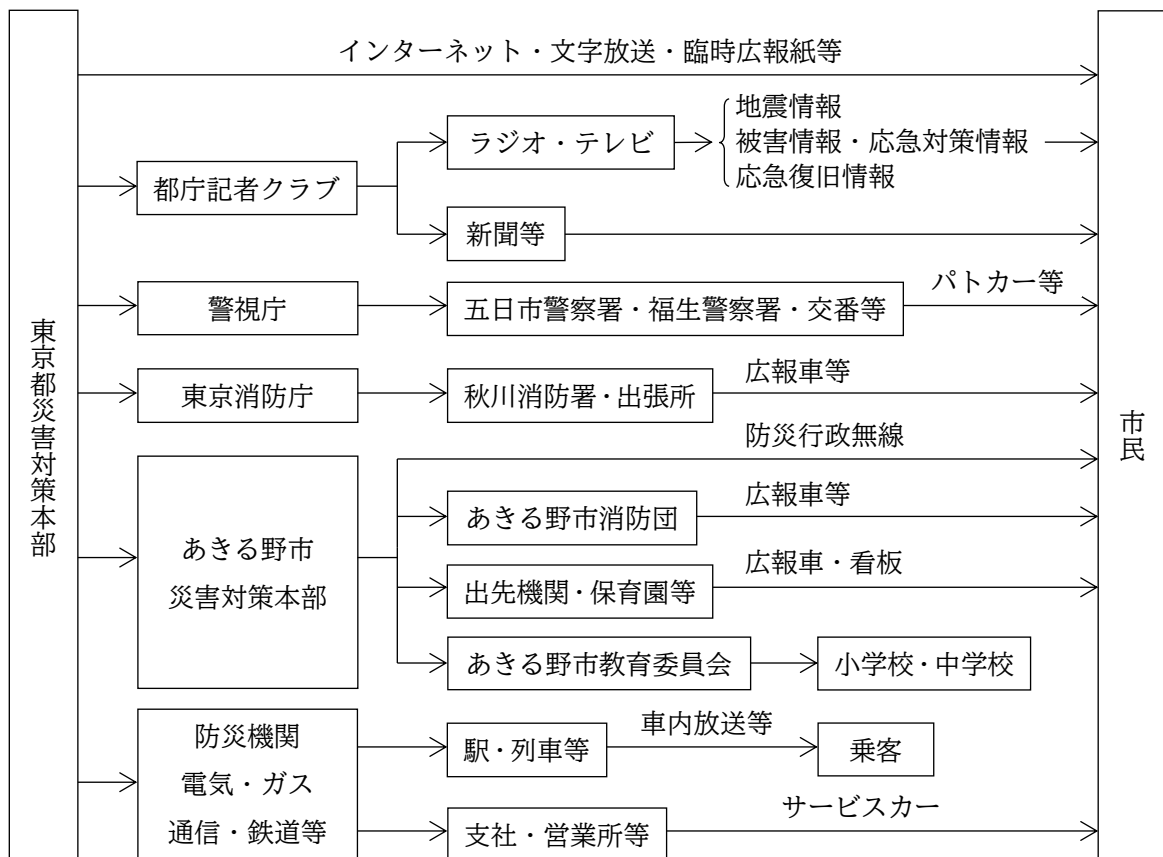 東京都災害対策本部
インターネット・文字放送・臨時広報紙等
都庁記者クラブ
ラジオ・テレビ
地震情報
被害情報・応急対策情報
応急復旧情報
新聞等
警視庁
五日市警察署・福生警察署・交番等
パトカー等
東京消防庁
秋川消防署・出張所
広報車等
あきる野市
災害対策本部
防災行政無線
あきる野市消防団
広報車等
出先機関・保育園等
広報車・看板
あきる野市教育委員会
小学校・中学校
防災機関
電気・ガス
通信・鉄道等
駅・列車等
車内放送等
乗客
支社・営業所等
サービスカー
市民